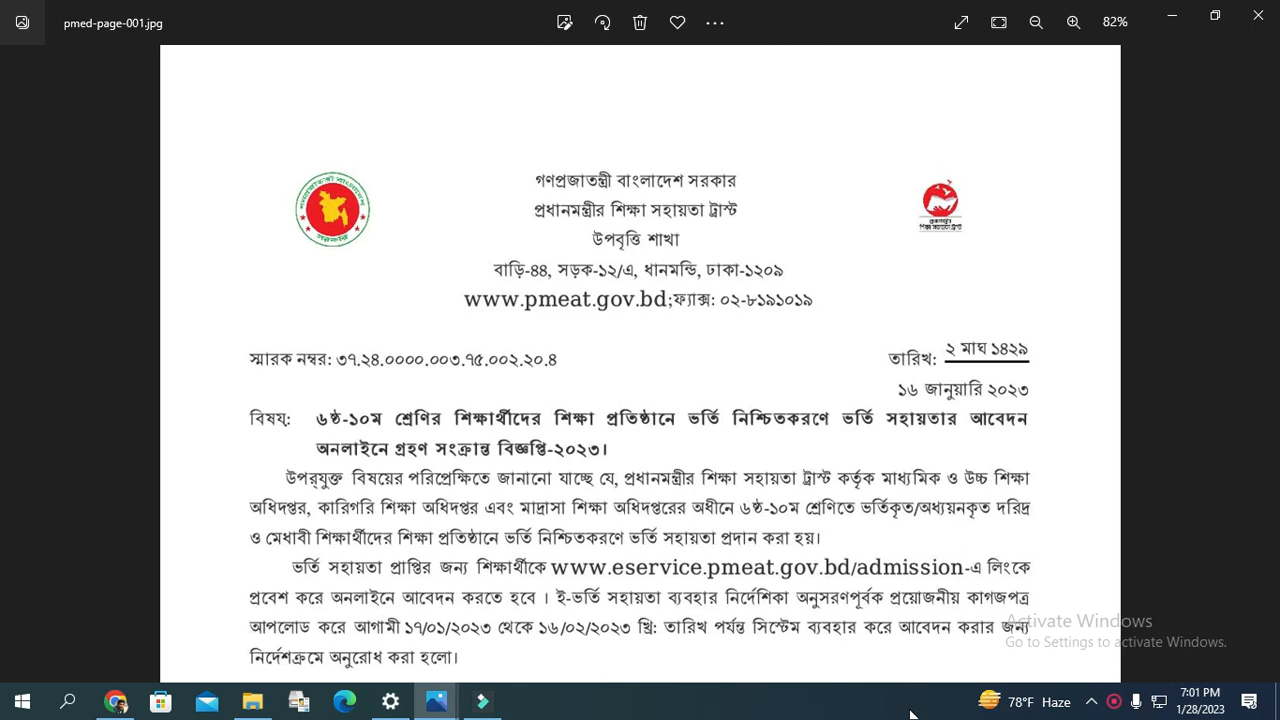 pmed-page-001.jpg
82%
গণপ্রজাতন্ত্রী বাংলাদেশ সরকার
প্রধানমন্ত্রীর শিক্ষা সহায়তা ট্রাস্ট
উপবৃত্তি শাখা
বাড়ি-৪৪, সড়ক-১২/এ, ধানমন্ডি, ঢাকা-১২০৯
www.pmeat.gov.bd;ফ্যাক্স: ০২-৮১৯১০১৯
স্মারক নম্বর: ৩৭.২৪.০০০০.০০৩.৭৫.০০২.২০.৪
তারিখ: ২ মাঘ ১৪২৯
১৬ জানুয়ারি ২০২৩
বিষয়: ৬ষ্ঠ-১০ম শ্রেণির শিক্ষার্থীদের শিক্ষা প্রতিষ্ঠানে ভর্তি নিশ্চিতকরণে ভর্তি সহায়তার আবেদন
অনলাইনে গ্রহণ সংক্রান্ত বিজ্ঞপ্তি-২০২৩।
উপর্‍যুক্ত বিষয়ের পরিপ্রেক্ষিতে জানানো যাচ্ছে যে, প্রধানমন্ত্রীর শিক্ষা সহায়তা ট্রাস্ট কর্তৃক মাধ্যমিক ও উচ্চ শিক্ষা
অধিদপ্তর, কারিগরি শিক্ষা অধিদপ্তর এবং মাদ্রাসা শিক্ষা অধিদপ্তরের অধীনে ৬ষ্ঠ-১০ম শ্রেণিতে ভর্তিকৃত/অধ্যয়নকৃত দরিদ্র
ও মেধাবী শিক্ষার্থীদের শিক্ষা প্রতিষ্ঠানে ভর্তি নিশ্চিতকরণে ভর্তি সহায়তা প্রদান করা হয়।
ভর্তি সহায়তা প্রাপ্তির জন্য শিক্ষার্থীকে www.eservice.pmeat.gov.bd/admission-এ লিংকে
প্রবেশ করে অনলাইনে আবেদন করতে হবে । ই-ভর্তি সহায়তা ব্যবহার নির্দেশিকা অনুসরণপূর্বক প্রয়োজনীয় কাগজপত্র
আপলোড করে আগামী ১৭/০১/২০২৩ থেকে ১৬/০২/২০২৩ খ্রি: তারিখ পর্যন্ত সিস্টেম ব্যবহার করে আবেদন করার জন্য
নির্দেশক্রমে অনুরোধ করা হলো।
Activate Windows
Go to Settings to activate Windows.
78°F Haze
7:01 PM
1/28/2023